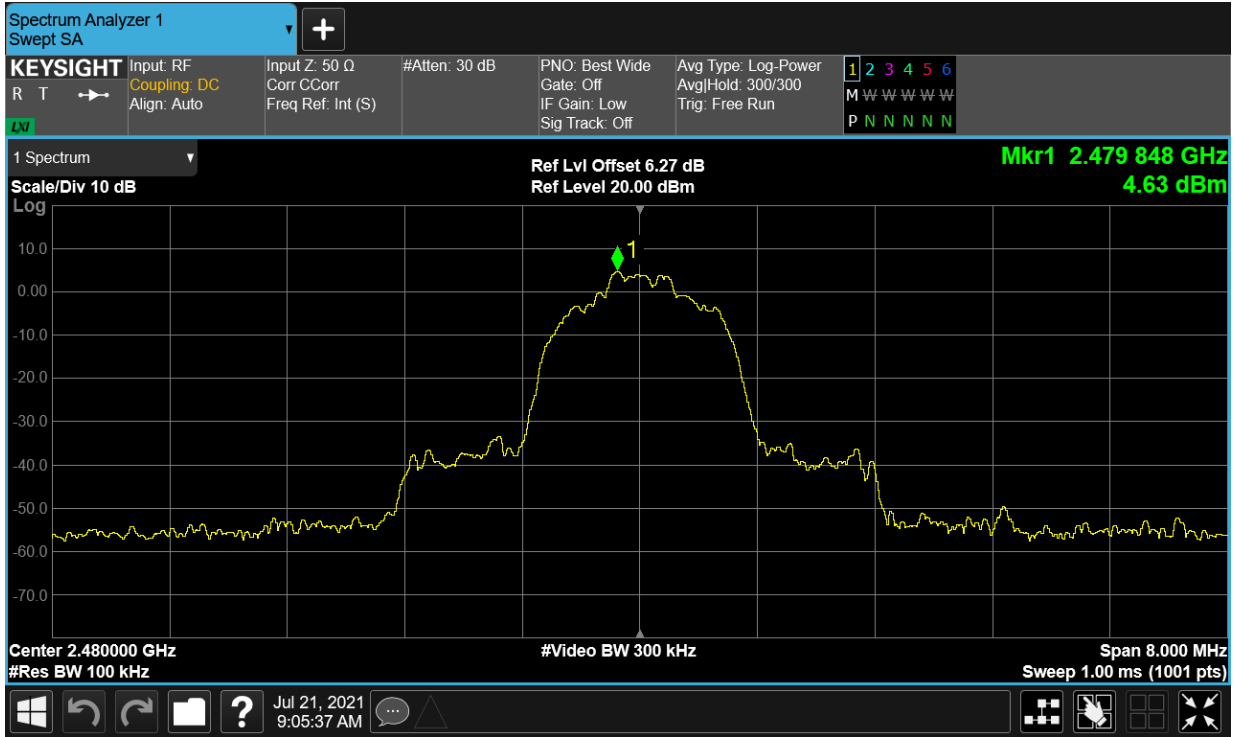 Spectrum Analyzer 1
Swept SA
+
KEYSIGHT
R T
LXI
Input: RF
Coupling: DC
Align: Auto
Input Z: 50 Ω
Corr CCorr
Freq Ref: Int (S)
#Atten: 30 dB
PNO: Best Wide
Gate: Off
IF Gain: Low
Sig Track: Off
Avg Type: Log-Power
Avg|Hold: 300/300
Trig: Free Run
1 2 3 4 5 6
M W W W W W
P N N N N N
1 Spectrum
Scale/Div 10 dB
Log
Ref Lvl Offset 6.27 dB
Ref Level 20.00 dBm
Mkr1 2.479 848 GHz
4.63 dBm
1
10.0
0.00
-10.0
-20.0
-30.0
-40.0
-50.0
-60.0
-70.0
Center 2.480000 GHz
#Res BW 100 kHz
#Video BW 300 kHz
Span 8.000 MHz
Sweep 1.00 ms (1001 pts)
?
Jul 21, 2021
9:05:37 AM